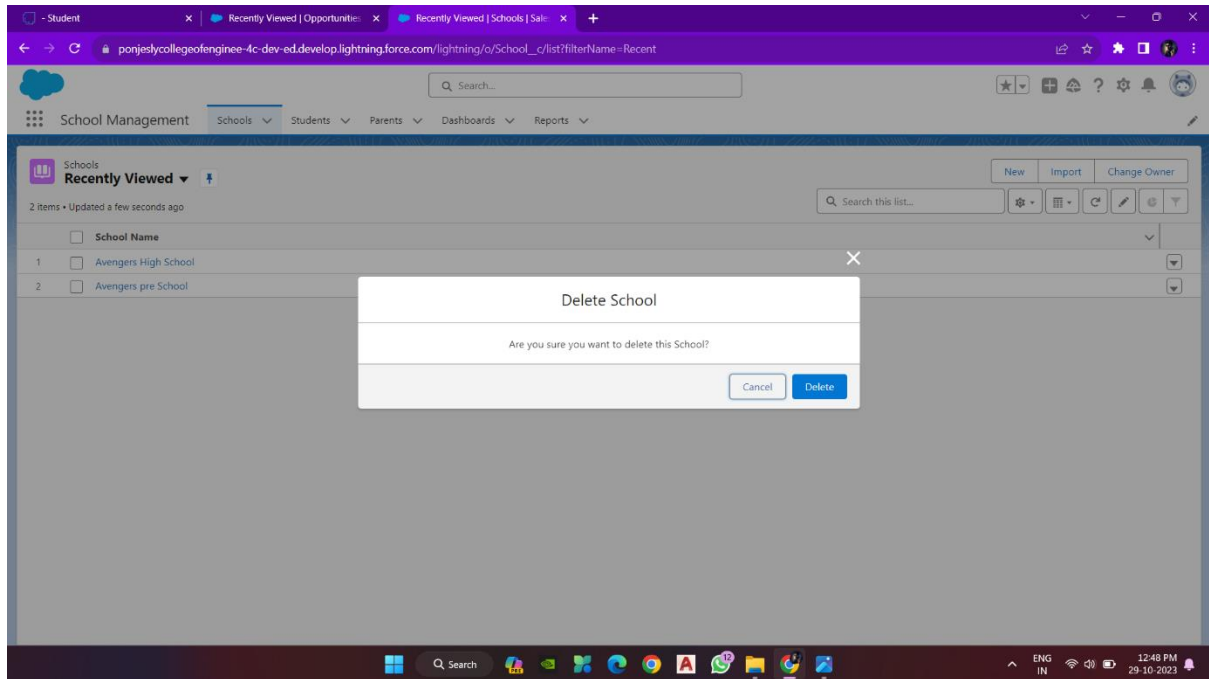 - Student
Recently Viewed | Opportunities
Recently Viewed | Schools | Sale
ponjeslycollegeofenginee-4c-dev-ed.develop.lightning.force.com/lightning/o/School__c/list?filterName=Recent
Search...
School Management Schools Students Parents Dashboards Reports
Schools
Recently Viewed
New Import Change Owner
2 items • Updated a few seconds ago
Search this list...
School Name
1 Avengers High School
2 Avengers pre School
Delete School
Are you sure you want to delete this School?
Cancel Delete
Search
12
ENG
IN
12:48 PM
29-10-2023